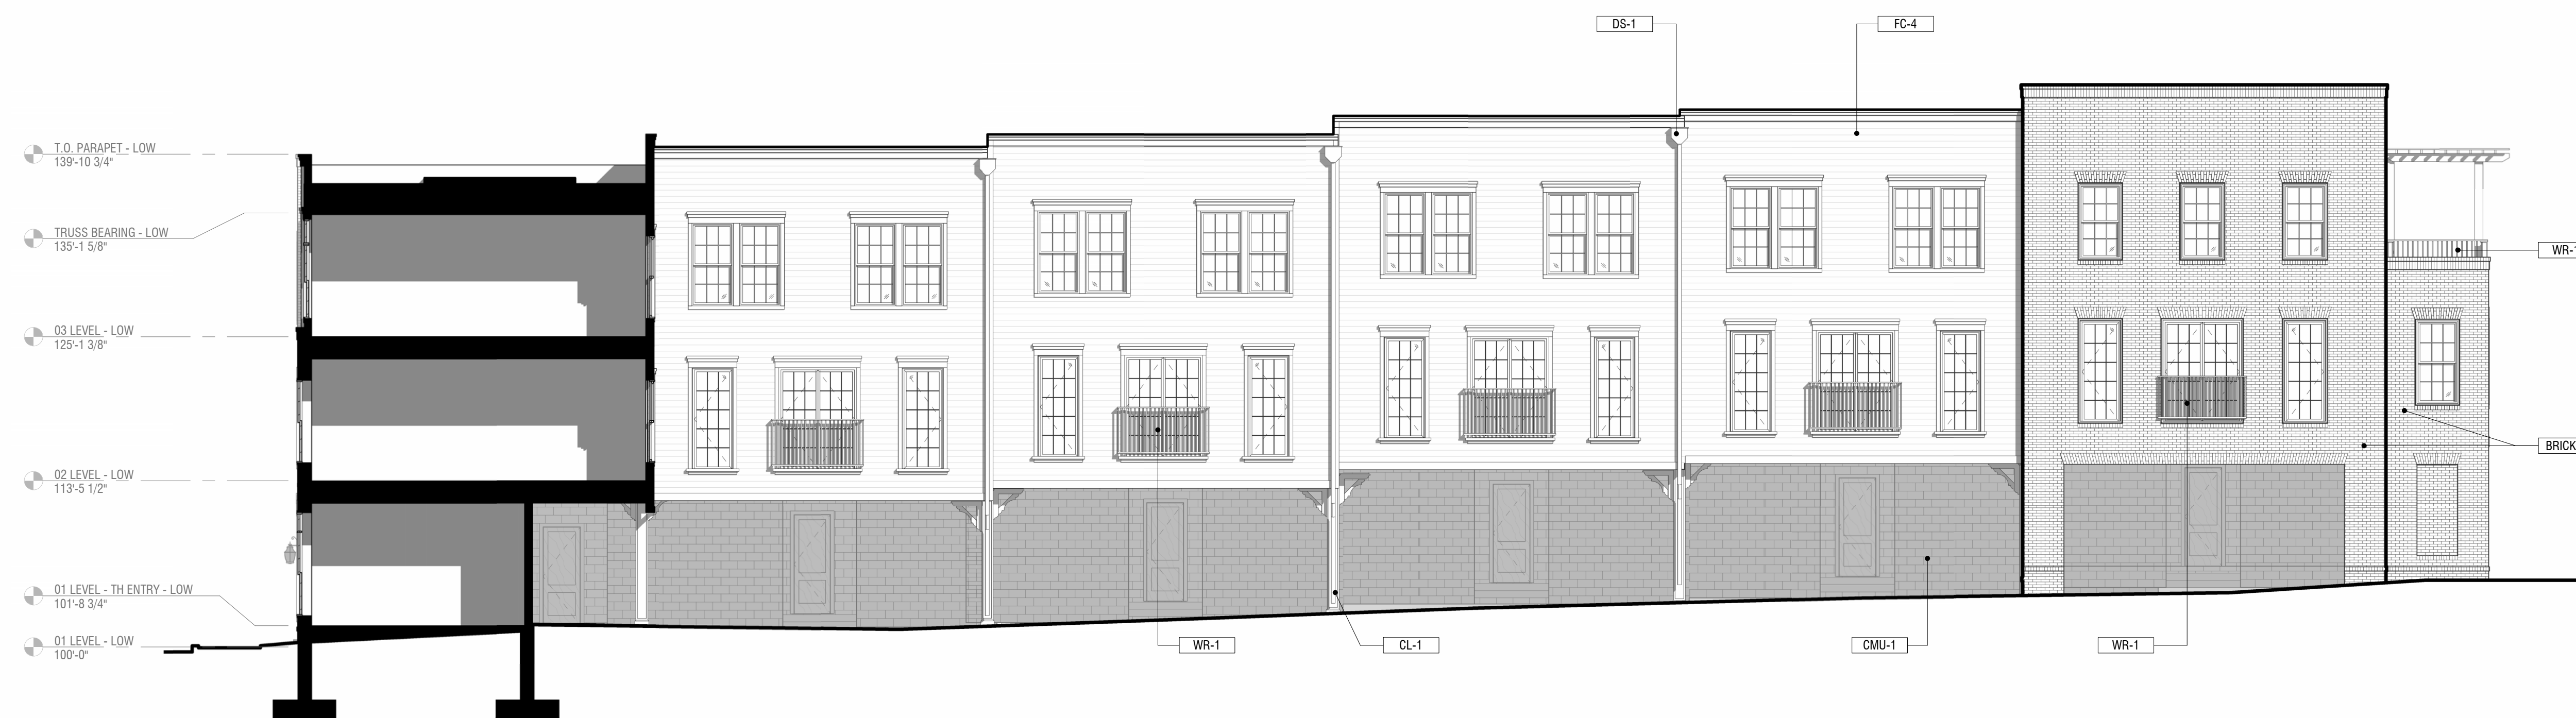 DS-1
FC-4
T.O. PARAPET - LOW
139'-10 3/4"
TRUSS BEARING - LOW
135'-1 5/8"
WR-1
03 LEVEL - LOW
125'-1 3/8"
BRICK
02 LEVEL - LOW
113'-5 1/2"
01 LEVEL - TH ENTRY - LOW
101'-8 3/4"
01 LEVEL - LOW
100'-0"
WR-1
CL-1
CMU-1
WR-1